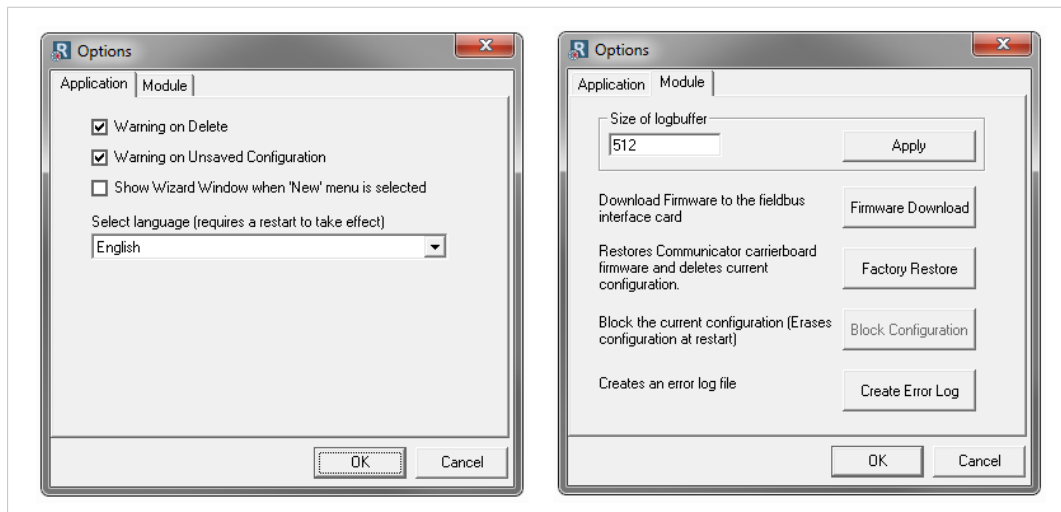 Options
Application Module
Warning on Delete
Warning on Unsaved Configuration
Show Wizard Window when 'New' menu is selected
Select language (requires a restart to take effect)
English
OK Cancel
Options
Application Module
Size of logbuffer
512 Apply
Download Firmware to the fieldbus
interface card
Firmware Download
Restores Communicator carrierboard
firmware and deletes current
configuration.
Factory Restore
Block the current configuration (Erases
configuration at restart)
Block Configuration
Creates an error log file
Create Error Log
OK Cancel